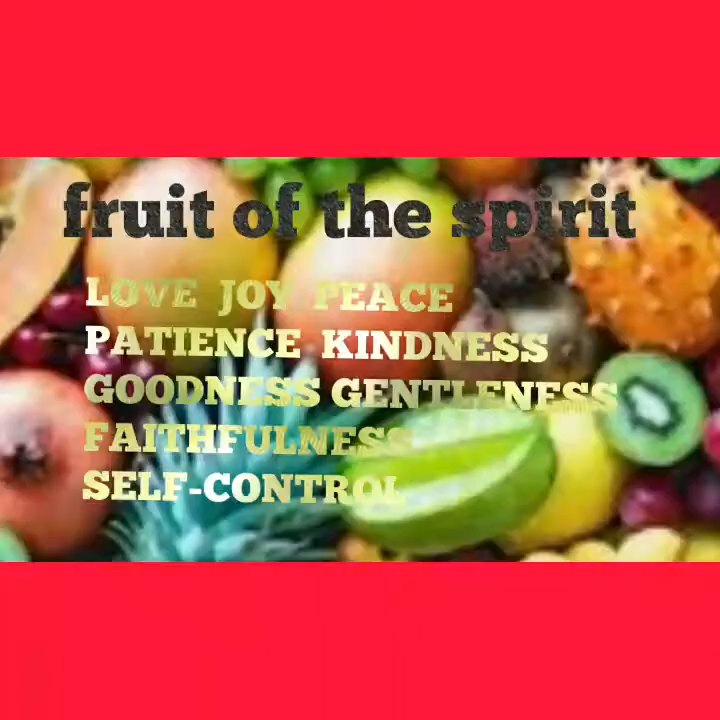 fruit of the spirit
LOVE JOY PEACE
PATIENCE KINDNESS
GOODNESS GENTLENESS
FAITHFULNESS
SELF-CONTROL